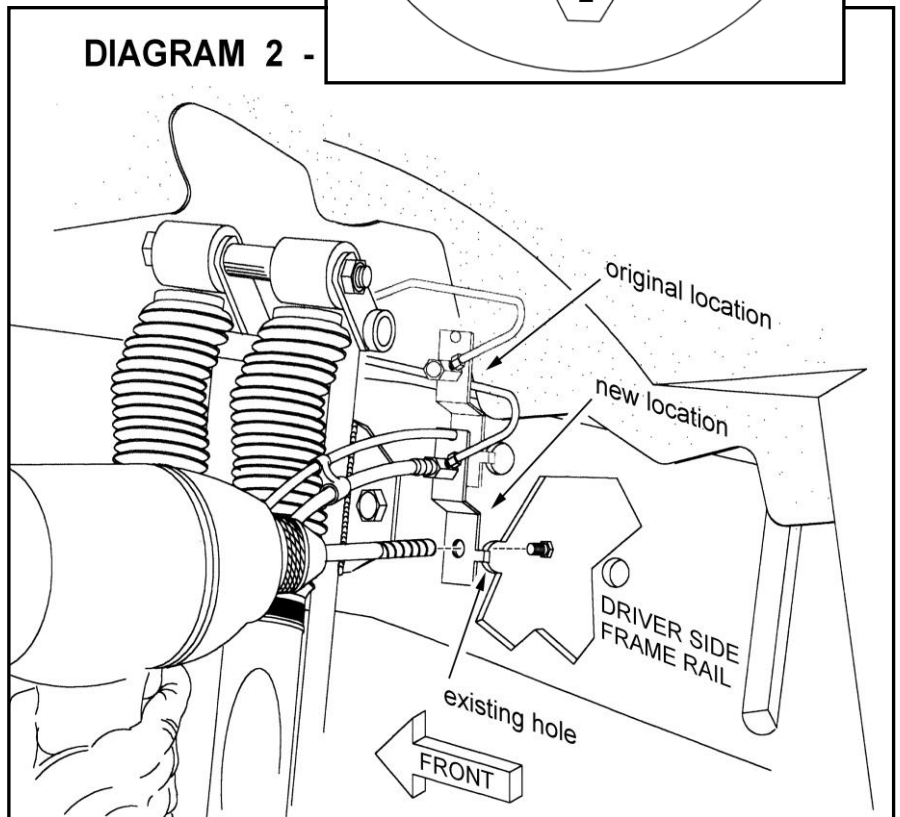 DIAGRAM 2 -
original location
new location
DRIVER SIDE
FRAME RAIL
existing hole
FRONT